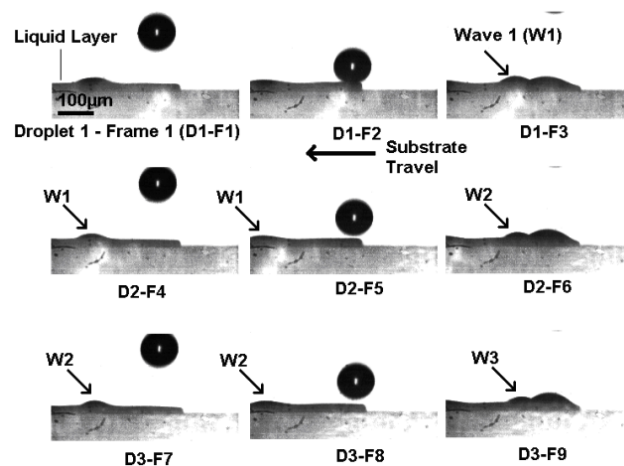 Liquid Layer
100µm
Wave 1 (W1)
Droplet 1 - Frame 1 (D1-F1)
D1-F2
D1-F3
Substrate
Travel
W1
W1
W2
D2-F4
D2-F5
D2-F6
W2
W2
W3
D3-F7
D3-F8
D3-F9